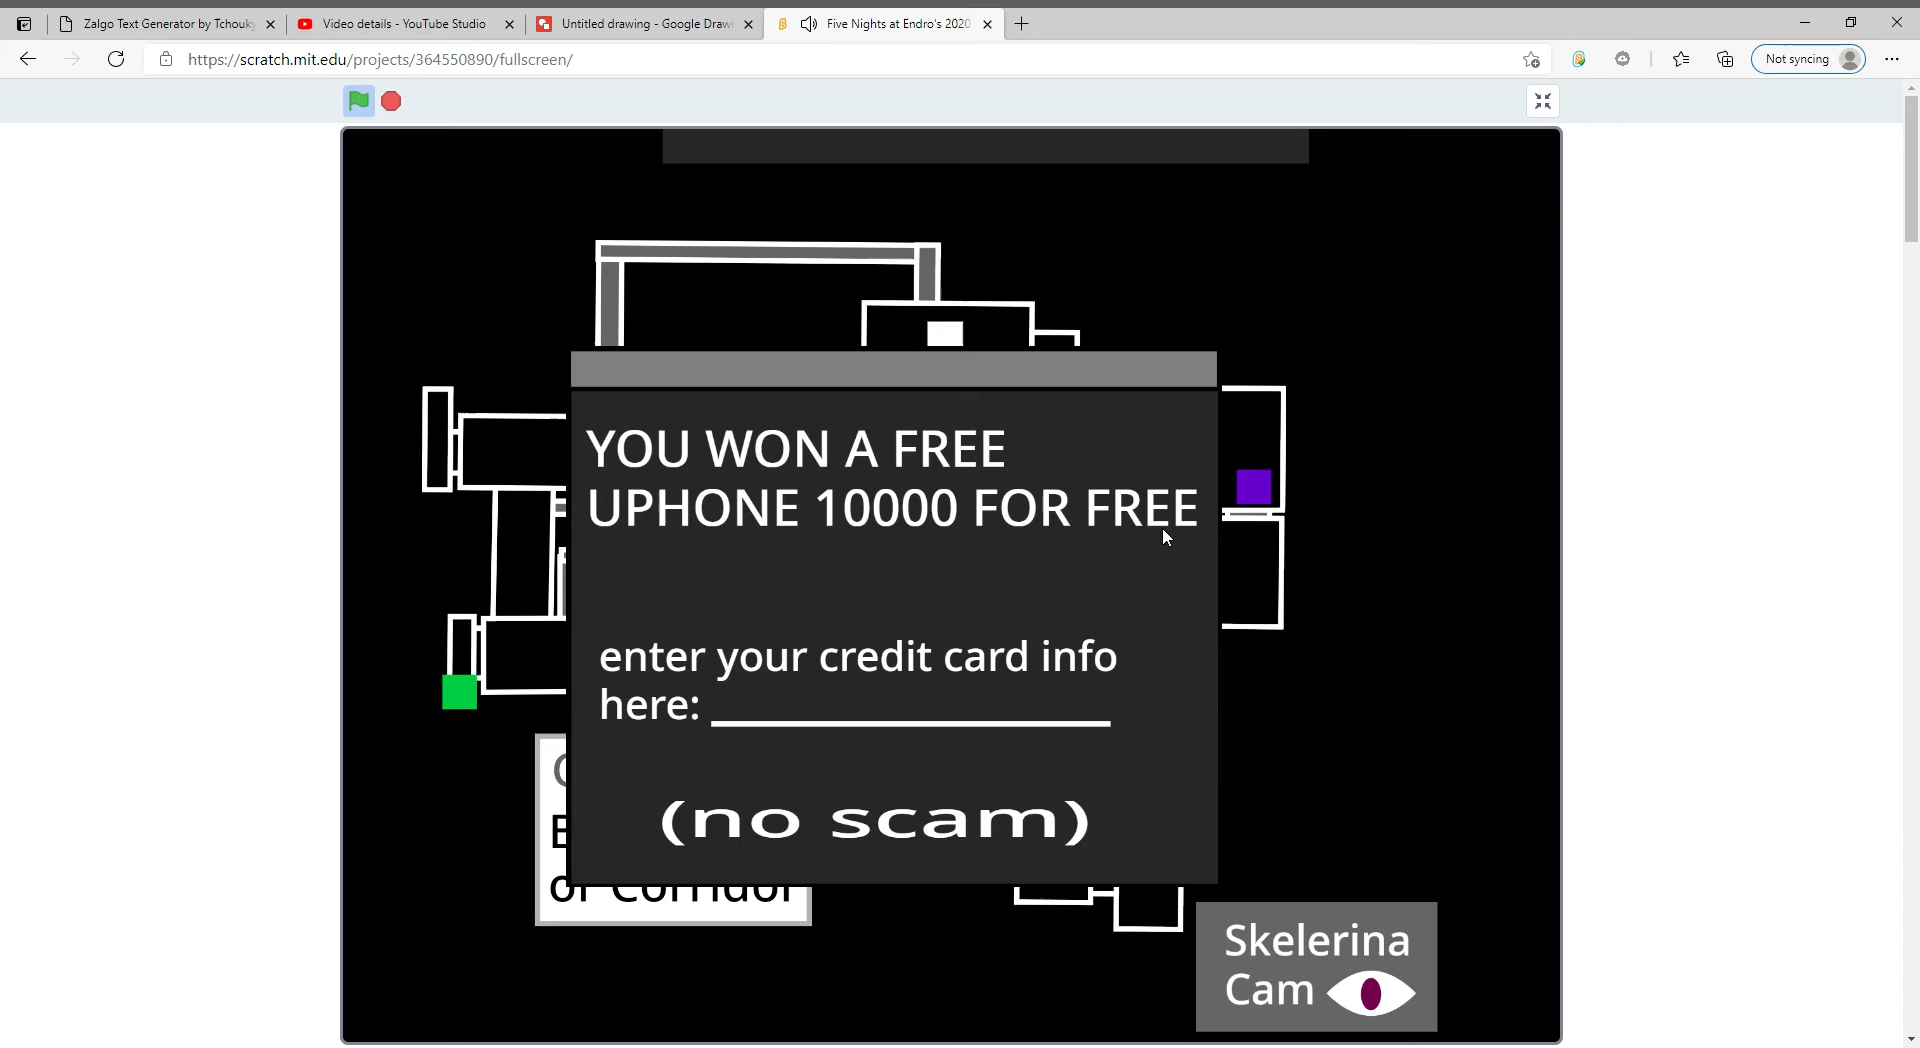 Zalgo Text Generator by Tchouky
Video details - YouTube Studio
Untitled drawing - Google Drawi
Five Nights at Endro's 2020
https://scratch.mit.edu/projects/364550890/fullscreen/
Not syncing
YOU WON A FREE
UPHONE 10000 FOR FREE
enter your credit card info
here:
(no scam)
or Corridor
Skelerina
Cam